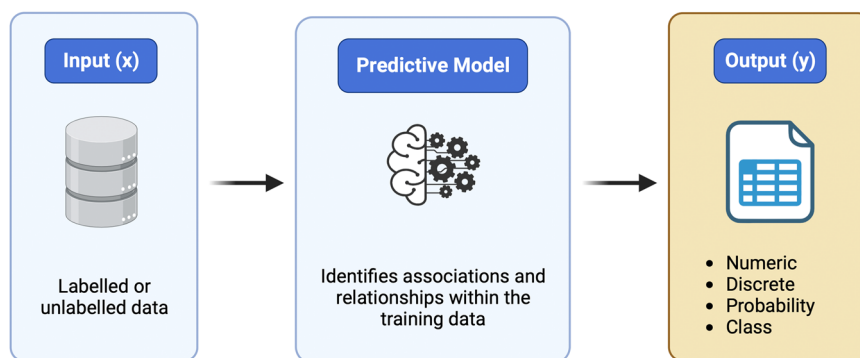 Input (x)
Labelled or
unlabelled data
Predictive Model
Identifies associations and
relationships within the
training data
Output (y)
• Numeric
• Discrete
• Probability
• Class